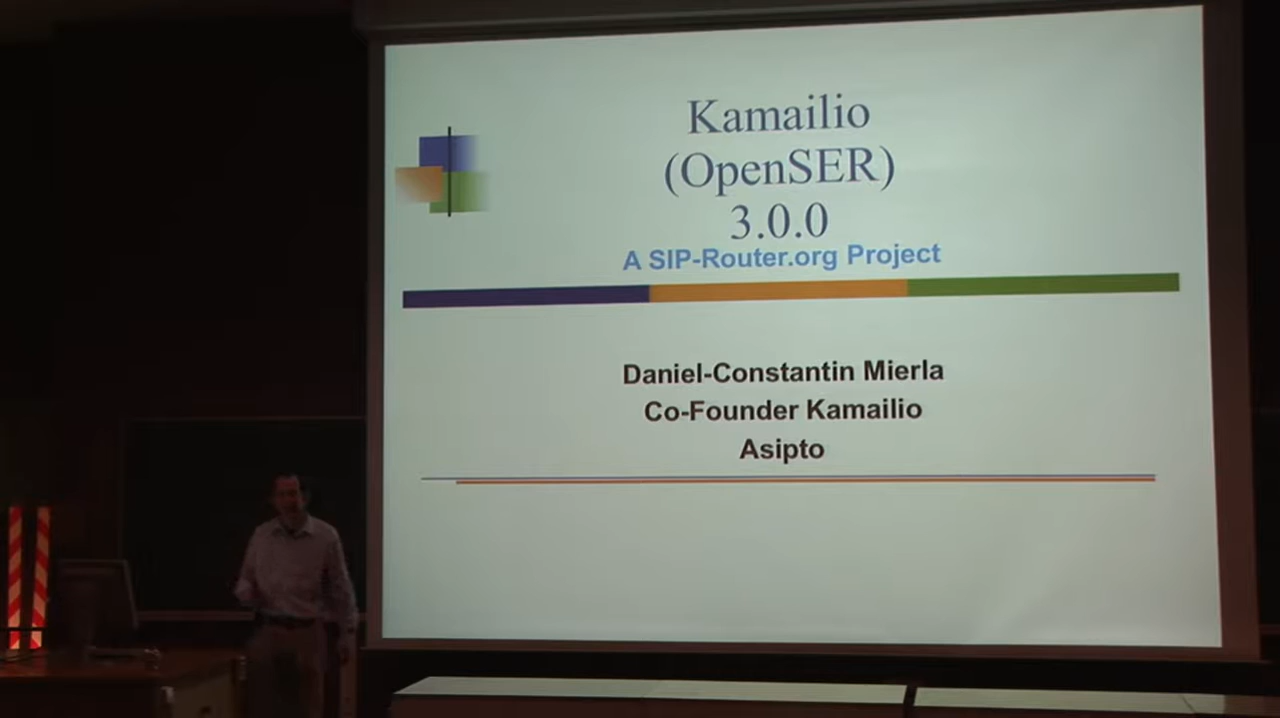 Kamailio
(OpenSER)
3.0.0
A SIP-Router.org Project
Daniel-Constantin Mierla
Co-Founder Kamailio
Asipto